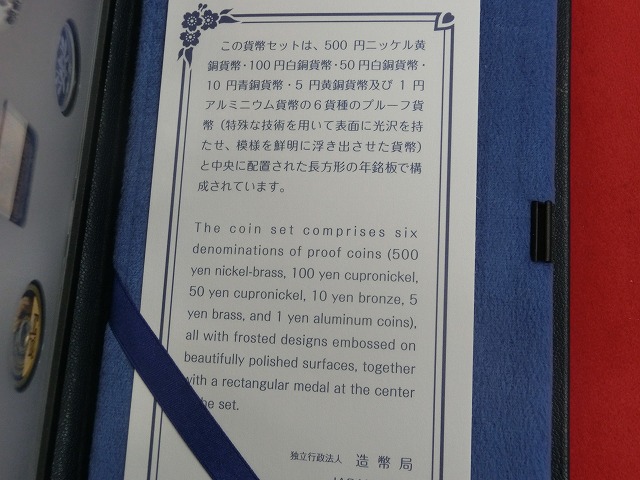 この貨幣セットは、500 円ニッケル黄
銅貨幣・100円白銅貨幣・50円白銅貨幣・
10 円青銅貨幣・5 円黄銅貨幣及び 1 円
アルミニウム貨幣の6貨種のプルーフ貨
幣（特殊な技術を用いて表面に光沢を持
たせ、模様を鮮明に浮き出させた貨幣）
と中央に配置された長方形の年銘板で構
成されています。
The coin set comprises six
denominations of proof coins (500
yen nickel-brass, 100 yen cupronickel,
50 yen cupronickel, 10 yen bronze, 5
yen brass, and 1 yen aluminum coins),
all with frosted designs embossed on
beautifully polished surfaces, together
with a rectangular medal at the center
the set.
独立行政法人 造幣局